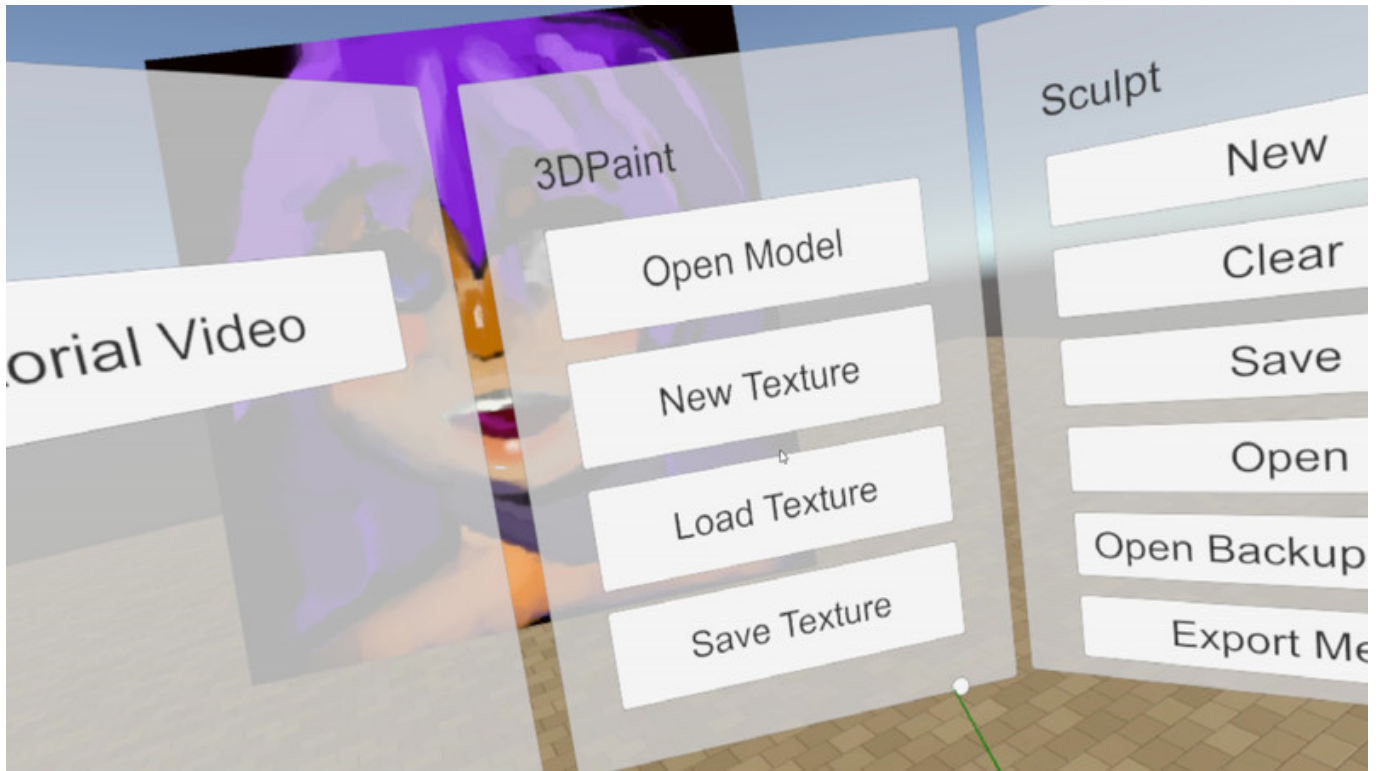 orial Video
3DPaint
Open Model
New Texture
Load Texture
Save Texture
Sculpt
New
Clear
Save
Open
Open Backup
Export Me